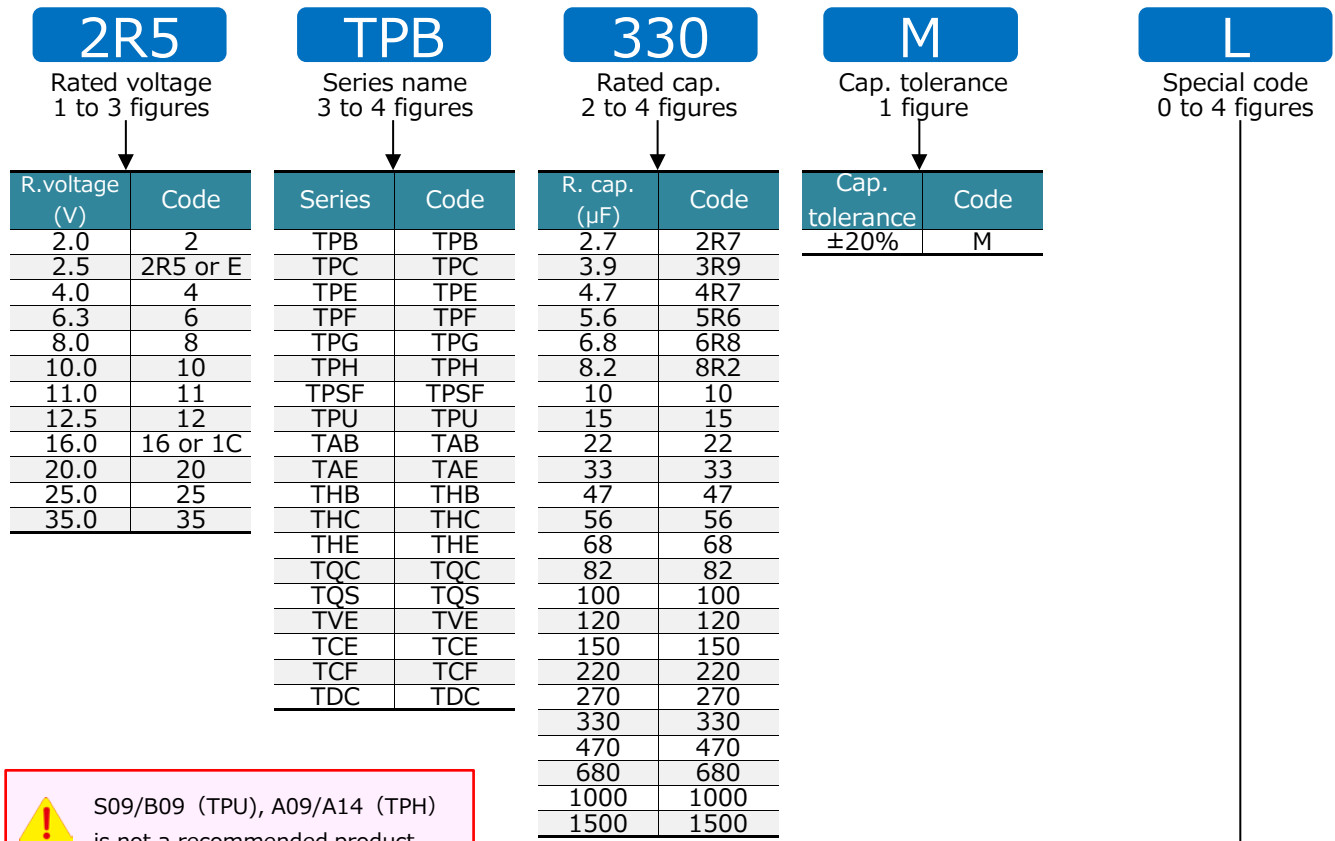 2R5 TPB 330 M L
Rated voltage Series name Rated cap. Cap. tolerance Special code
1 to 3 figures 3 to 4 figures 2 to 4 figures 1 figure 0 to 4 figures
R.voltage (V) Code
2.0 2
2.5 2R5 or E
4.0 4
6.3 6
8.0 8
10.0 10
11.0 11
12.5 12
16.0 16 or 1C
20.0 20
25.0 25
35.0 35
Series Code
TPB TPB
TPC TPC
TPE TPE
TPF TPF
TPG TPG
TPH TPH
TPSF TPSF
TPU TPU
TAB TAB
TAE TAE
THB THB
THC THC
THE THE
TQC TQC
TQS TQS
TVE TVE
TCE TCE
TCF TCF
TDC TDC
R. cap. (μF) Code
2.7 2R7
3.9 3R9
4.7 4R7
5.6 5R6
6.8 6R8
8.2 8R2
10 10
15 15
22 22
33 33
47 47
56 56
68 68
82 82
100 100
120 120
150 150
220 220
270 270
330 330
470 470
680 680
1000 1000
1500 1500
Cap. tolerance Code
±20% M
S09/B09（TPU), A09/A14（TPH）
is not a recommended product